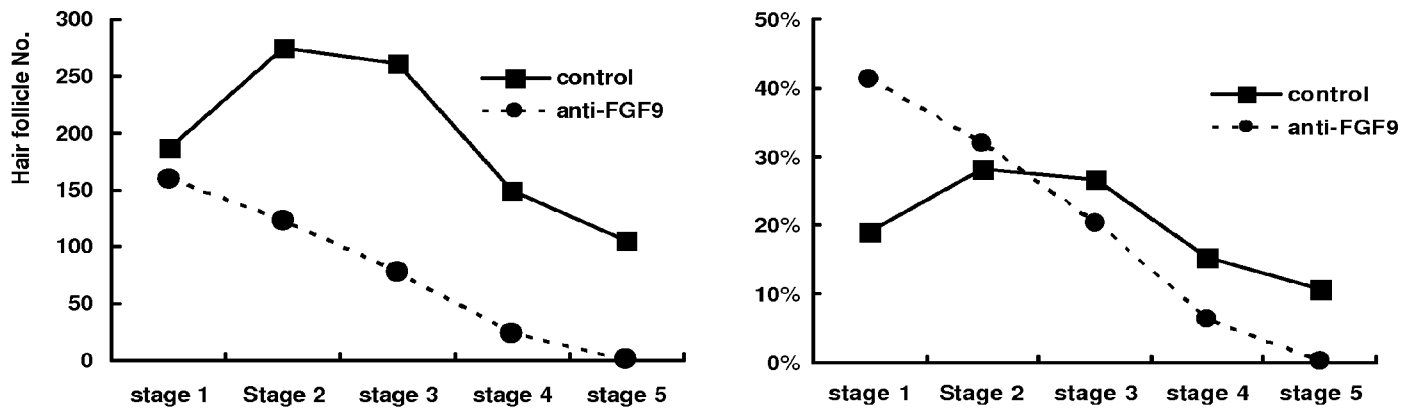 Hair follicle No.
300
250
200
150
100
50
0
control
anti-FGF9
stage 1 Stage 2 stage 3 stage 4 stage 5
50%
40%
30%
20%
10%
0%
control
anti-FGF9
stage 1 Stage 2 stage 3 stage 4 stage 5